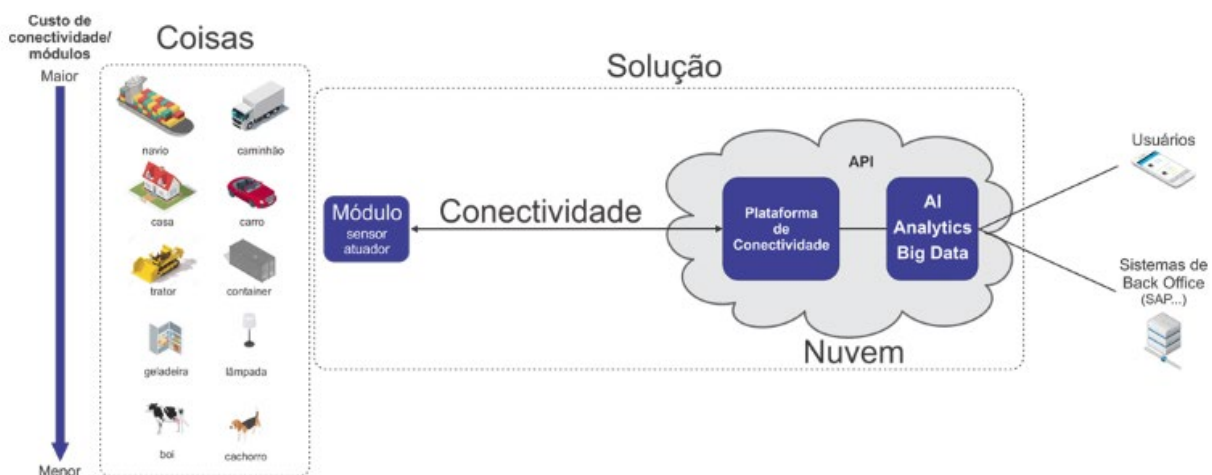 Custo de
conectividade/
módulos
Maior
Menor
Coisas
navio
caminhão
casa
carro
trator
container
geladeira
lâmpada
boi
cachorro
Solução
Módulo
sensor
atuador
Conectividade
API
Plataforma
de
Conectividade
AI
Analytics
Big Data
Nuvem
Usuários
Sistemas de
Back Office
(SAP...)